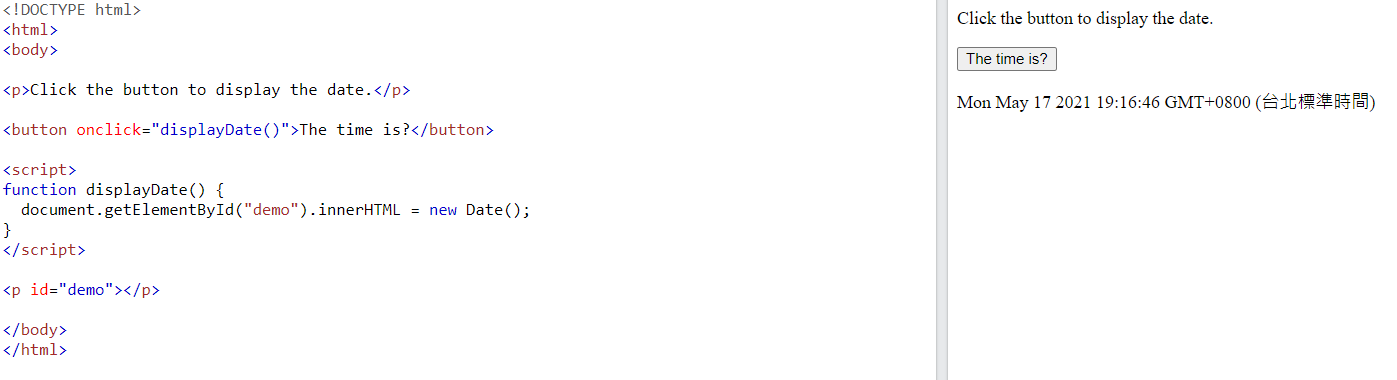 <!DOCTYPE html>
<html>
<body>
<p>Click the button to display the date.</p>
<button onclick="displayDate()">The time is?</button>
<script>
function displayDate() {
  document.getElementById("demo").innerHTML = new Date();
}
</script>
<p id="demo"></p>
</body>
</html>
Click the button to display the date.
The time is?
Mon May 17 2021 19:16:46 GMT+0800 (台北標準時間)